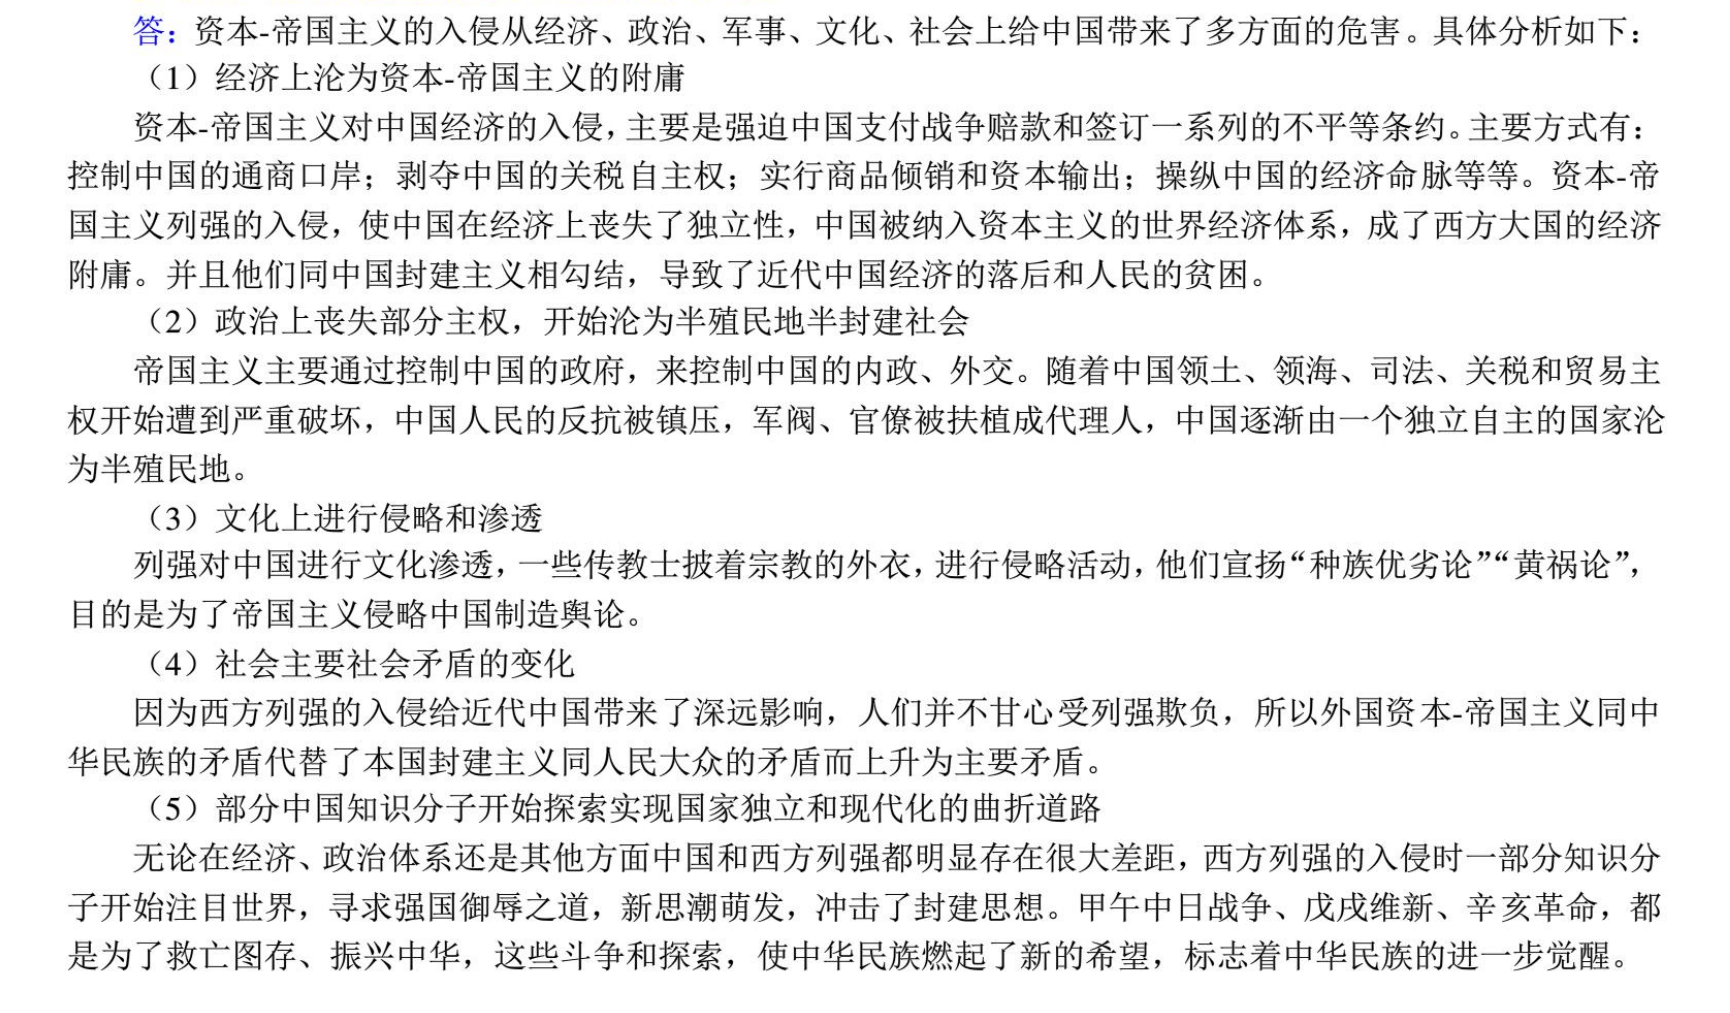 答：资本-帝国主义的入侵从经济、政治、军事、文化、社会上给中国带来了多方面的危害。具体分析如下：
（1）经济上沦为资本-帝国主义的附庸
资本-帝国主义对中国经济的入侵，主要是强迫中国支付战争赔款和签订一系列的不平等条约。主要方式有：
控制中国的通商口岸；剥夺中国的关税自主权；实行商品倾销和资本输出；操纵中国的经济命脉等等。资本-帝
国主义列强的入侵，使中国在经济上丧失了独立性，中国被纳入资本主义的世界经济体系，成了西方大国的经济
附庸。并且他们同中国封建主义相勾结，导致了近代中国经济的落后和人民的贫困。
（2）政治上丧失部分主权，开始沦为半殖民地半封建社会
帝国主义主要通过控制中国的政府，来控制中国的内政、外交。随着中国领土、领海、司法、关税和贸易主
权开始遭到严重破坏，中国人民的反抗被镇压，军阀、官僚被扶植成代理人，中国逐渐由一个独立自主的国家沦
为半殖民地。
（3）文化上进行侵略和渗透
列强对中国进行文化渗透，一些传教士披着宗教的外衣，进行侵略活动，他们宣扬“种族优劣论”“黄祸论”，
目的是为了帝国主义侵略中国制造舆论。
（4）社会主要社会矛盾的变化
因为西方列强的入侵给近代中国带来了深远影响，人们并不甘心受列强欺负，所以外国资本-帝国主义同中
华民族的矛盾代替了本国封建主义同人民大众的矛盾而上升为主要矛盾。
（5）部分中国知识分子开始探索实现国家独立和现代化的曲折道路
无论在经济、政治体系还是其他方面中国和西方列强都明显存在很大差距，西方列强的入侵时一部分知识分
子开始注目世界，寻求强国御辱之道，新思潮萌发，冲击了封建思想。甲午中日战争、戊戌维新、辛亥革命，都
是为了救亡图存、振兴中华，这些斗争和探索，使中华民族燃起了新的希望，标志着中华民族的进一步觉醒。